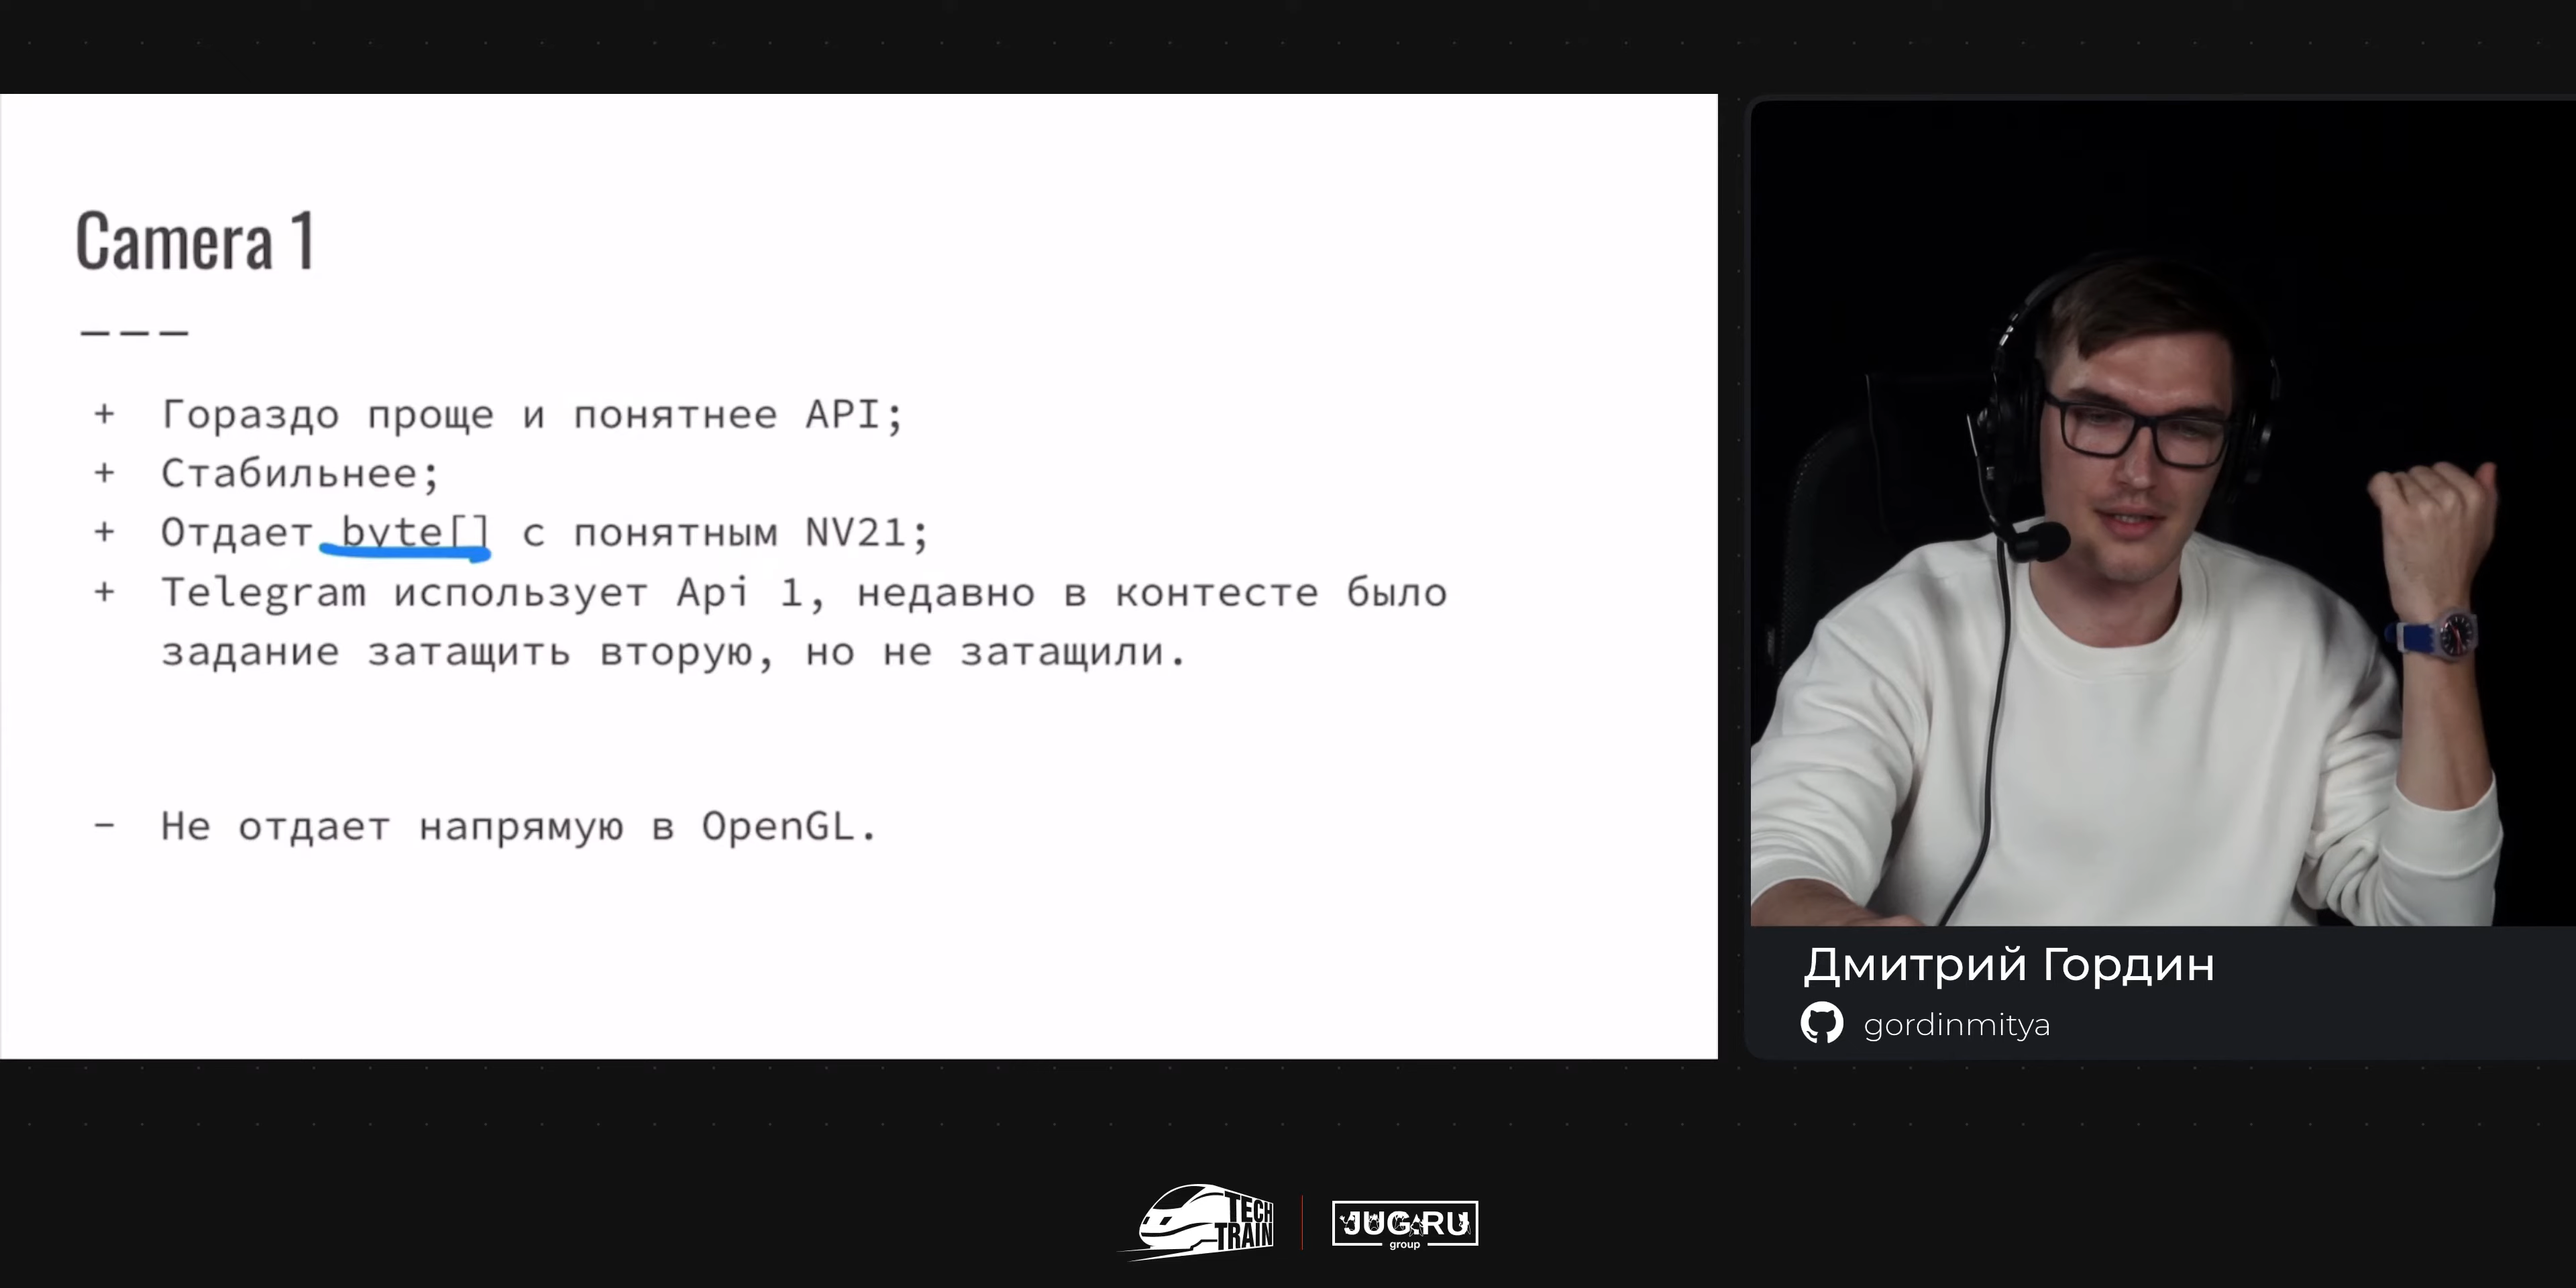 Camera 1
---
+ Гораздо проще и понятнее API;
+ Стабильнее;
+ Отдает byte[] с понятным NV21;
+ Telegram использует Api 1, недавно в контесте было
задание затащить вторую, но не затащили.
- Не отдает напрямую в OpenGL.
Дмитрий Гордин
gordinmitya
TECH
TRAIN
JUG.RU
group